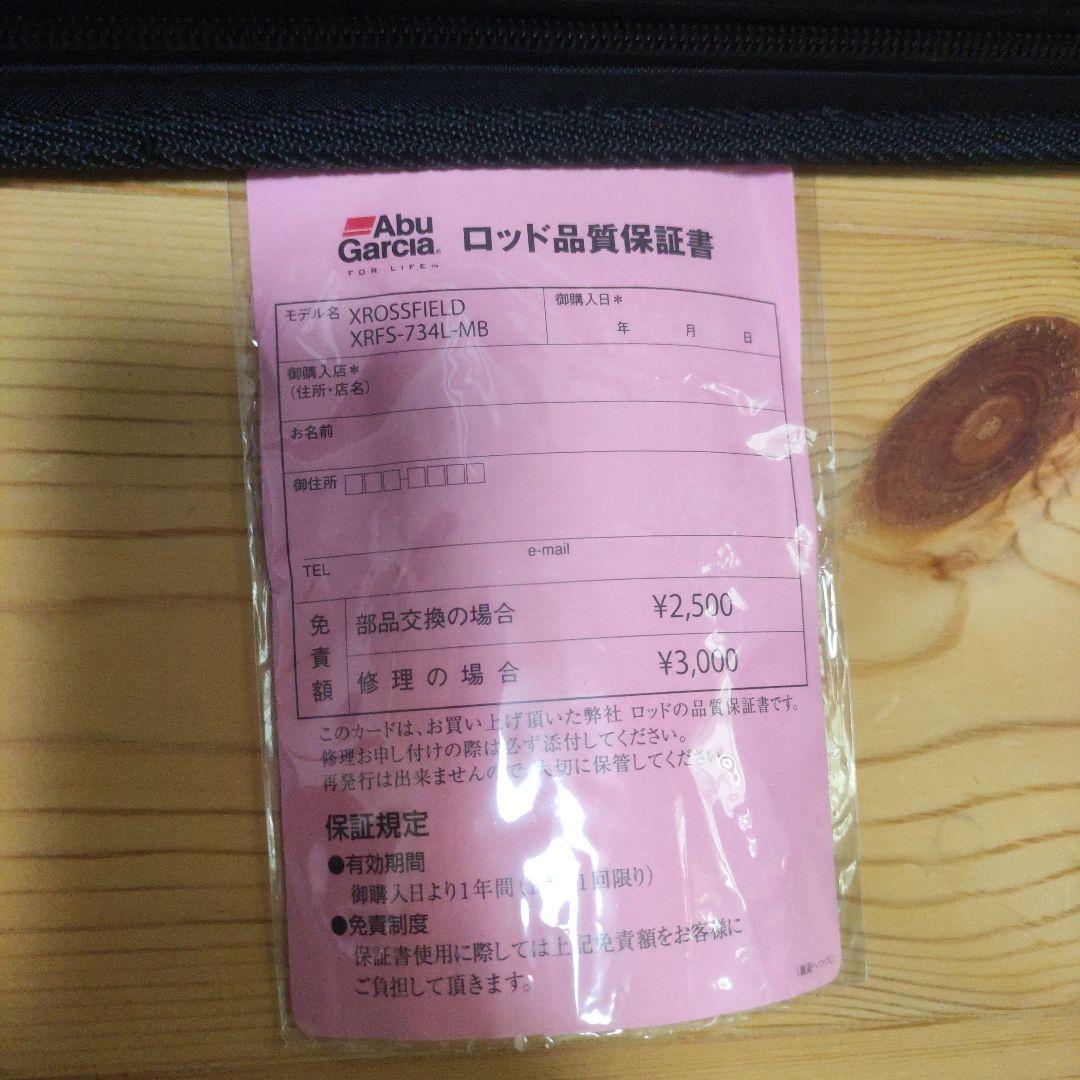 Abu
Garcia®
FOR LIFE™
ロッド品質保証書
モデル名 XROSSFIELD
XRFS-734L-MB
御購入日*
年 月 日
御購入店*
(住所・店名)
お名前
御住所
TEL
e-mail
免責額
部品交換の場合 ¥2,500
修理の場合 ¥3,000
このカードは、お買い上げ頂いた弊社 ロッドの品質保証書です。
修理お申し付けの際は必ず添付してください。
再発行は出来ませんので、大切に保管してください。
保証規定
●有効期間
御購入日より1年間 1回限り)
●免責制度
保証書使用に際しては上記免責額をお客様に
ご負担して頂きます。